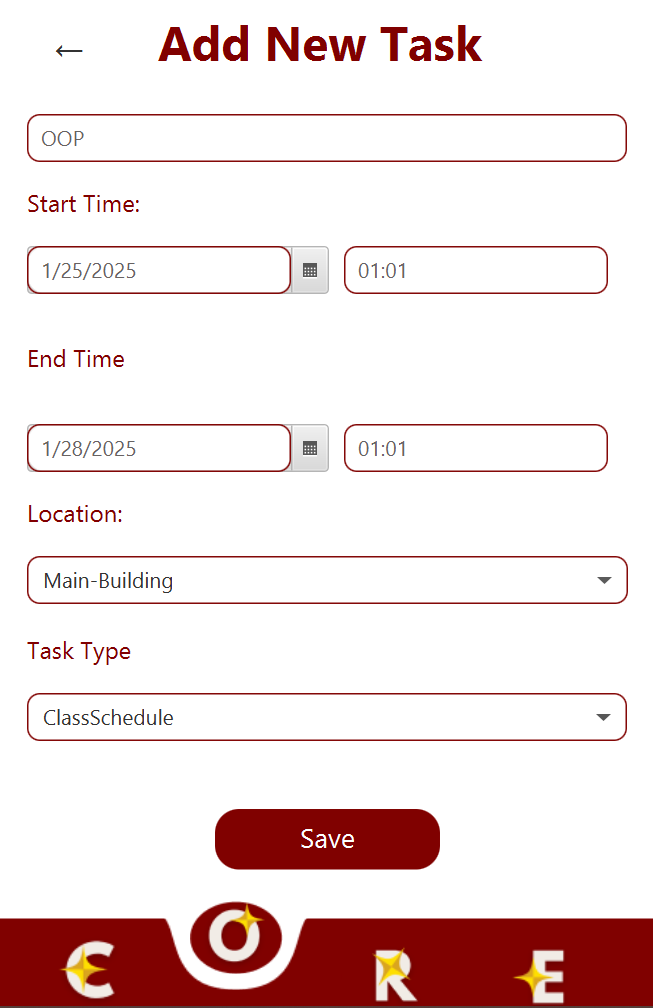 ← Add New Task
OOP
Start Time:
1/25/2025 01:01
End Time
1/28/2025 01:01
Location:
Main-Building
Task Type
ClassSchedule
Save
C O R E